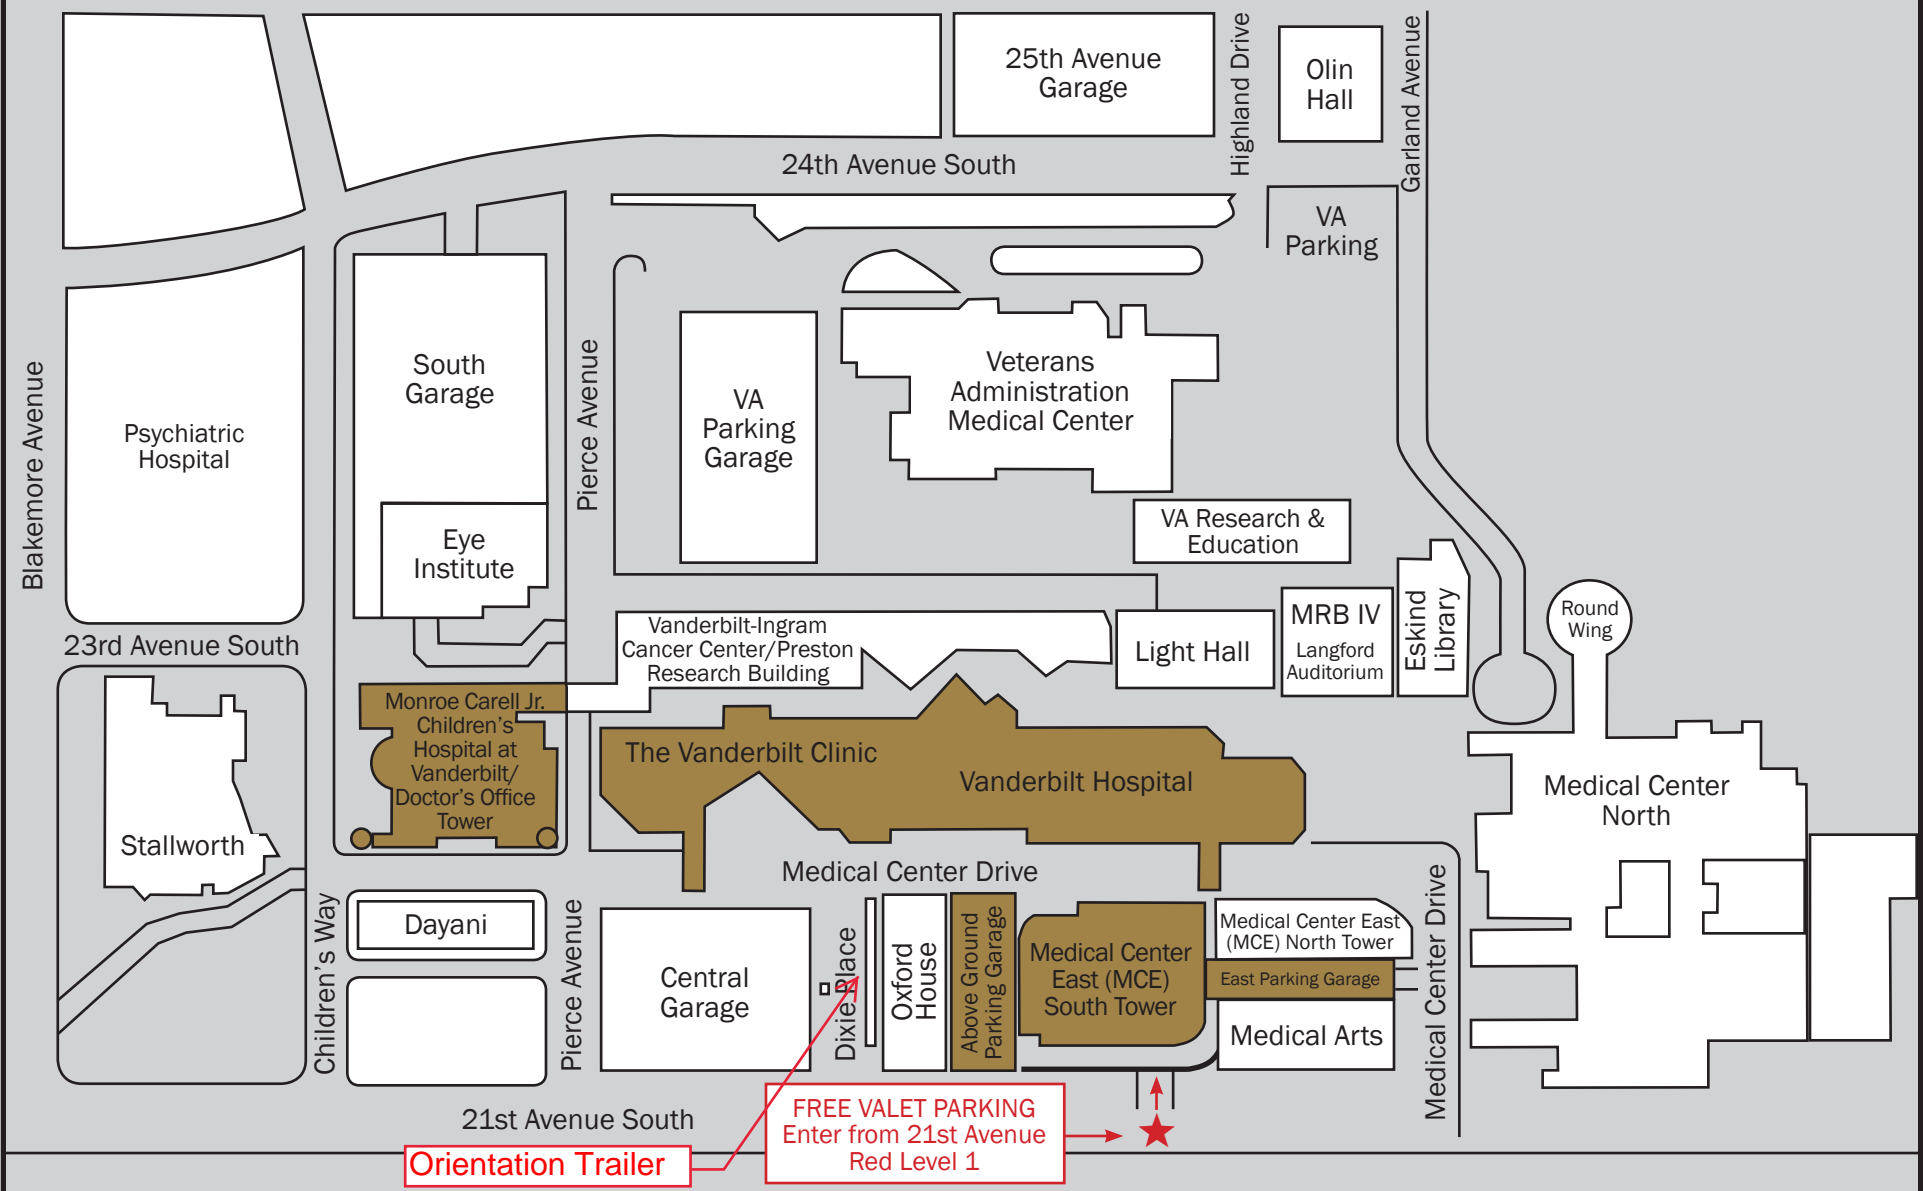 25th Avenue
Garage
Highland Drive
Olin
Hall
Garland Avenue
24th Avenue South
VA
Parking
Blakemore Avenue
Psychiatric
Hospital
South
Garage
Pierce Avenue
VA
Parking
Garage
Veterans
Administration
Medical Center
Eye
Institute
VA Research &
Education
23rd Avenue South
Vanderbilt-Ingram
Cancer Center/Preston
Research Building
Light Hall
MRB IV
Langford
Auditorium
Eskind
Library
Round
Wing
Monroe Carell Jr.
Children's
Hospital at
Vanderbilt/
Doctor's Office
Tower
The Vanderbilt Clinic
Vanderbilt Hospital
Medical Center
North
Stallworth
Medical Center Drive
Children's Way
Dayani
Pierce Avenue
Central
Garage
Dixie Place
Oxford
House
Above Ground
Parking Garage
Medical Center
East (MCE)
South Tower
Medical Center East
(MCE) North Tower
East Parking Garage
Medical Arts
Medical Center Drive
21st Avenue South
FREE VALET PARKING
Enter from 21st Avenue
Red Level 1
Orientation Trailer